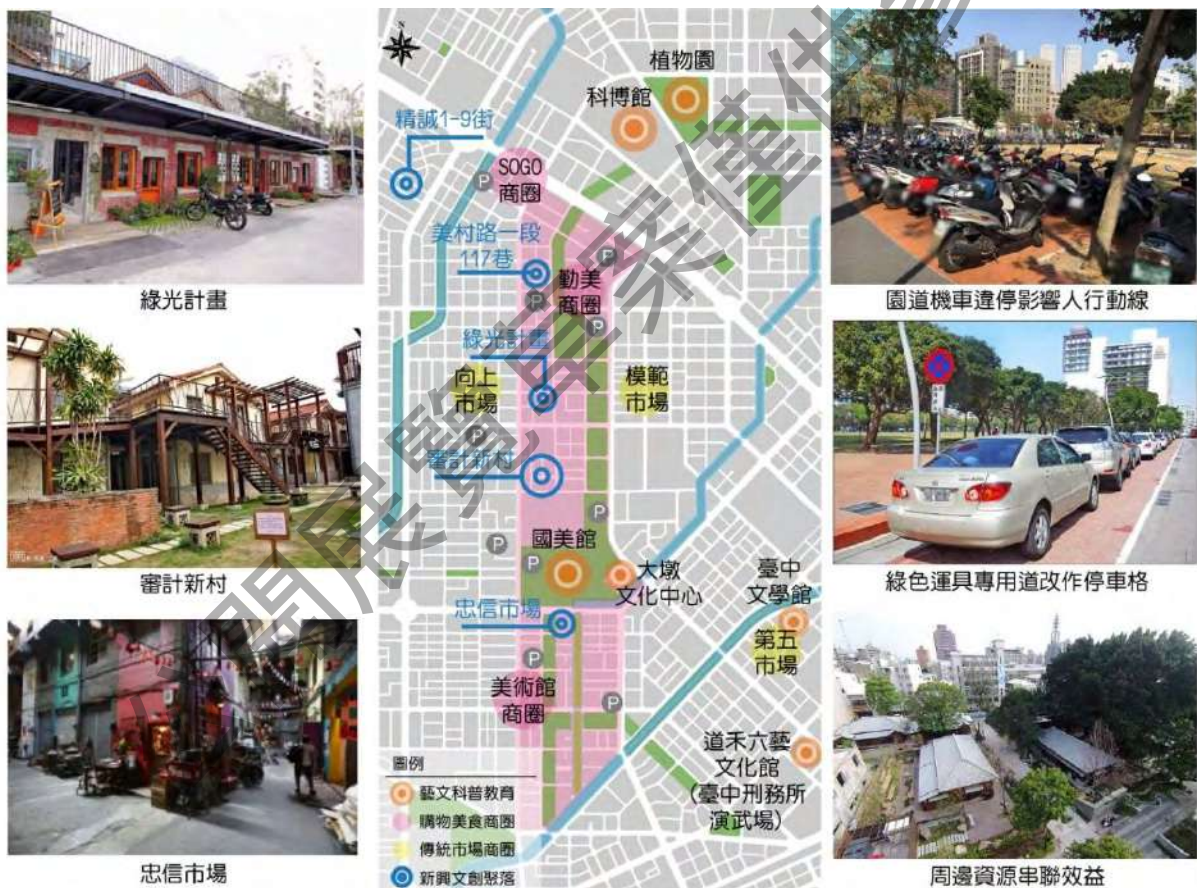 綠光計畫
審計新村
忠信市場
N
植物園
科博館
精誠1-9街
P
SOGO
商圈
美村路一段
117巷
P
勤美
商圈
P
P
綠光計畫
向上
市場
模範
市場
P
審計新村
P
P
國美館
P
大墩
文化中心
臺中
文學館
忠信市場
第五
市場
P
美術館
商圈
P
道禾六藝
文化館
(臺中刑務所
演武場)
圖例
藝文科普教育
購物美食商圈
傳統市場商圈
新興文創聚落
園道機車違停影響人行動線
綠色運具專用道改作停車格
周邊資源串聯效益
開展覽草案僅供